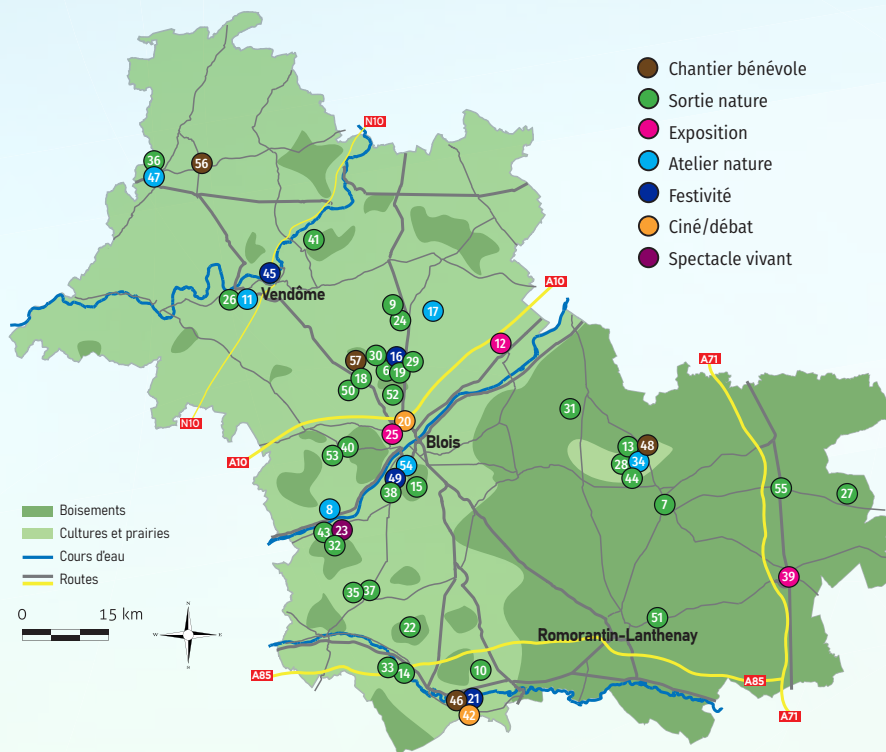 Chantier bénévole
Sortie nature
Exposition
Atelier nature
Festivité
Ciné/débat
Spectacle vivant
N10
36
56
47
41
45
Vendôme
26
11
A10
9
24
17
12
57
30
16
29
6
19
18
50
52
A71
N10
20
25
Blois
31
A10
53
40
54
49
38
15
13
48
28
34
44
7
55
27
8
43
23
32
39
35
37
51
22
Romorantin-Lanthenay
A85
33
14
10
A85
46
21
42
A71
Boisements
Cultures et prairies
Cours d'eau
Routes
0
15 km
N
W
E
S